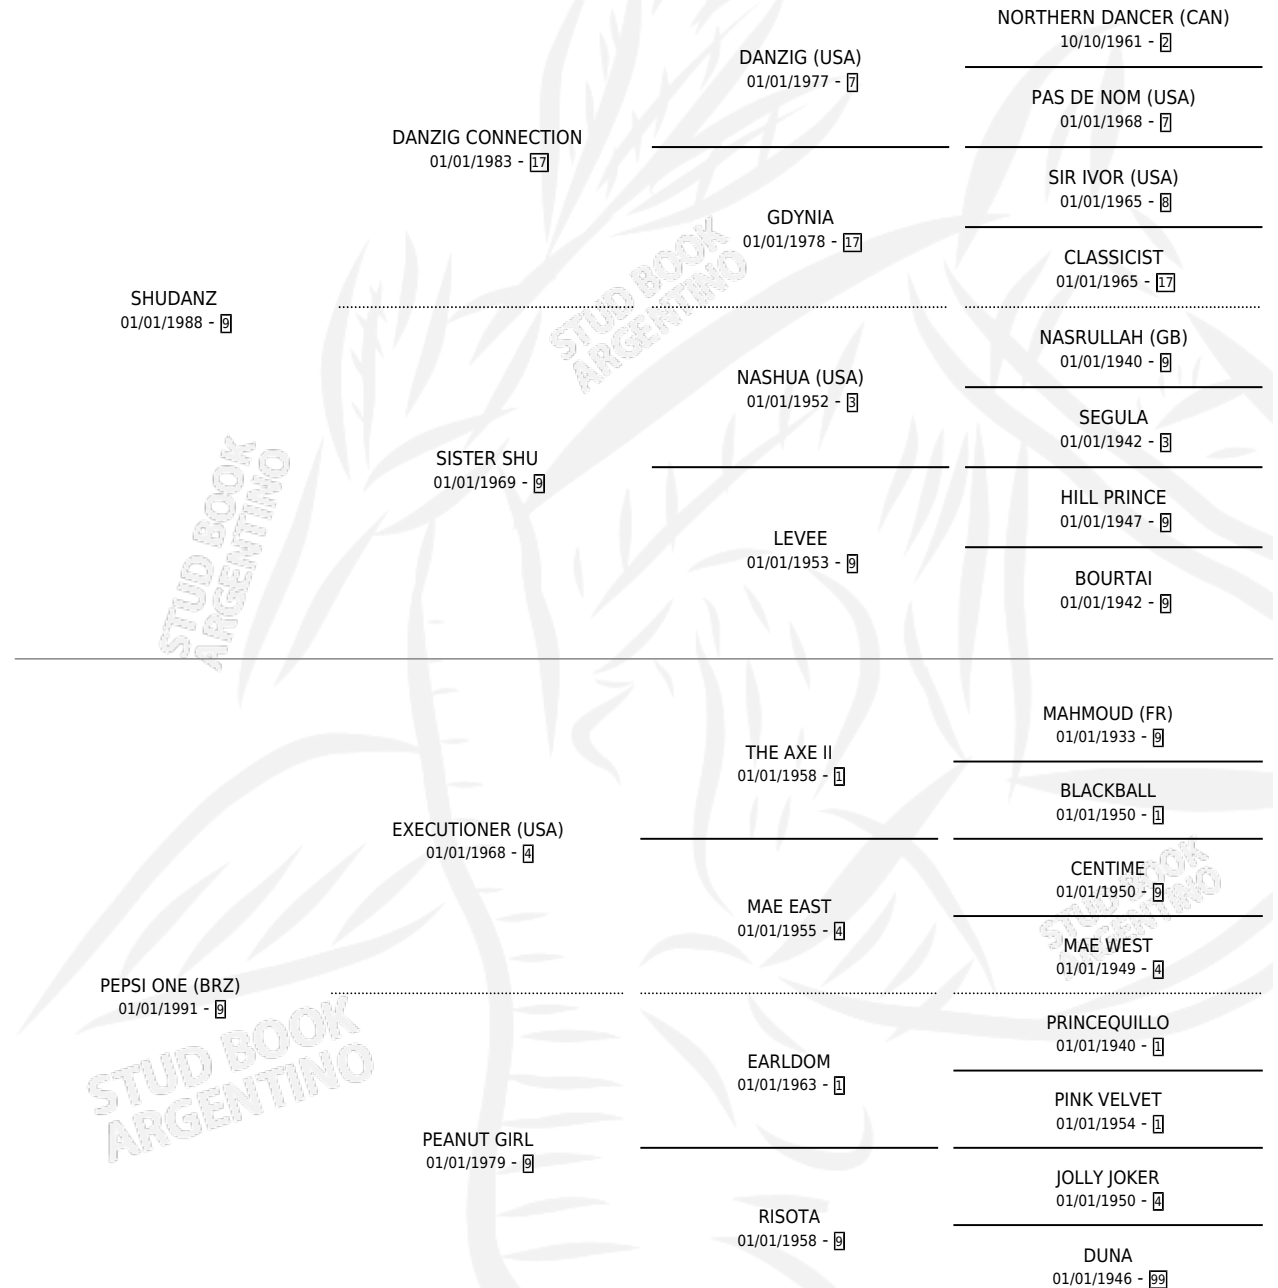 NORTHERN DANCER (CAN)
10/10/1961 - 2
DANZIG (USA)
01/01/1977 - 7
PAS DE NOM (USA)
01/01/1968 - 7
DANZIG CONNECTION
01/01/1983 - 17
SIR IVOR (USA)
01/01/1965 - 8
GDYNIA
01/01/1978 - 17
CLASSICIST
01/01/1965 - 17
SHUDANZ
01/01/1988 - 9
NASRULLAH (GB)
01/01/1940 - 9
NASHUA (USA)
01/01/1952 - 3
SEGULA
01/01/1942 - 3
SISTER SHU
01/01/1969 - 9
HILL PRINCE
01/01/1947 - 9
LEVEE
01/01/1953 - 9
BOURTAI
01/01/1942 - 9
STUD BOOK
ARGENTINO
STUD BOOK
ARGENTINO
MAHMOUD (FR)
01/01/1933 - 9
THE AXE II
01/01/1958 - 1
BLACKBALL
01/01/1950 - 1
EXECUTIONER (USA)
01/01/1968 - 4
CENTIME
01/01/1950 - 9
MAE EAST
01/01/1955 - 4
MAE WEST
01/01/1949 - 4
STUD BOOK
ARGENTINO
PEPSI ONE (BRZ)
01/01/1991 - 9
STUD BOOK
ARGENTINO
PRINCEQUILLO
01/01/1940 - 1
EARLDOM
01/01/1963 - 1
PINK VELVET
01/01/1954 - 1
PEANUT GIRL
01/01/1979 - 9
JOLLY JOKER
01/01/1950 - 4
RISOTA
01/01/1958 - 9
DUNA
01/01/1946 - 99